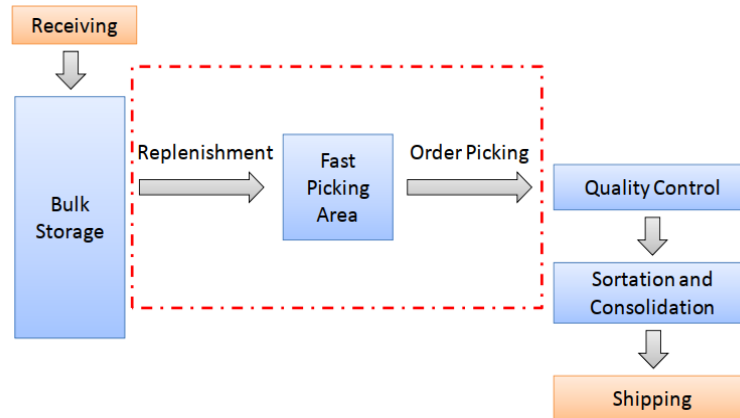 Receiving
Bulk
Storage
Replenishment
Fast
Picking
Area
Order Picking
Quality Control
Sortation and
Consolidation
Shipping